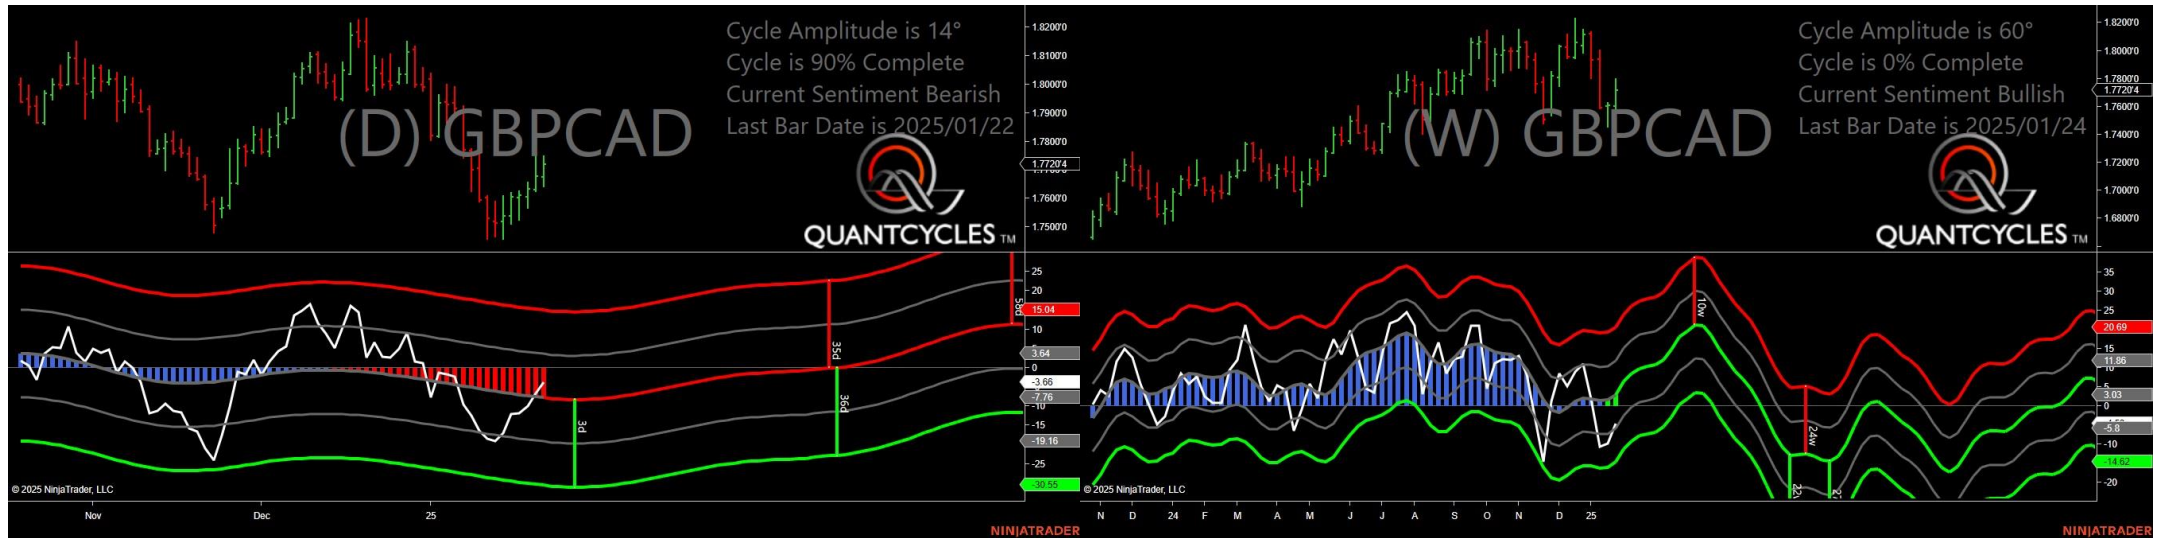 Cycle Amplitude is 14°
Cycle is 90% Complete
Current Sentiment Bearish
Last Bar Date is 2025/01/22
(D) GBPCAD
QUANTCYCLES TM
1.8200'0
1.8100'0
1.8000'0
1.7900'0
1.7800'0
1.7720'4
1.7600'0
1.7500'0
25
20
15.04
10
3.64
0
-3.66
-7.76
-10
-15
-19.16
-25
-30.55
3d
35d
36d
58d
© 2025 NinjaTrader, LLC
Nov
Dec
25
NINJATRADER
Cycle Amplitude is 60°
Cycle is 0% Complete
Current Sentiment Bullish
Last Bar Date is 2025/01/24
(W) GBPCAD
QUANTCYCLES TM
1.8200'0
1.8000'0
1.7800'0
1.7720'4
1.7600'0
1.7400'0
1.7200'0
1.7000'0
1.6800'0
35
30
25
20.69
15
11.86
10
5
3.03
0
-5.8
-10
-14.62
-20
10w
24w
© 2025 NinjaTrader, LLC
N D 24 F M A M J J A S O N D 25
NINJATRADER